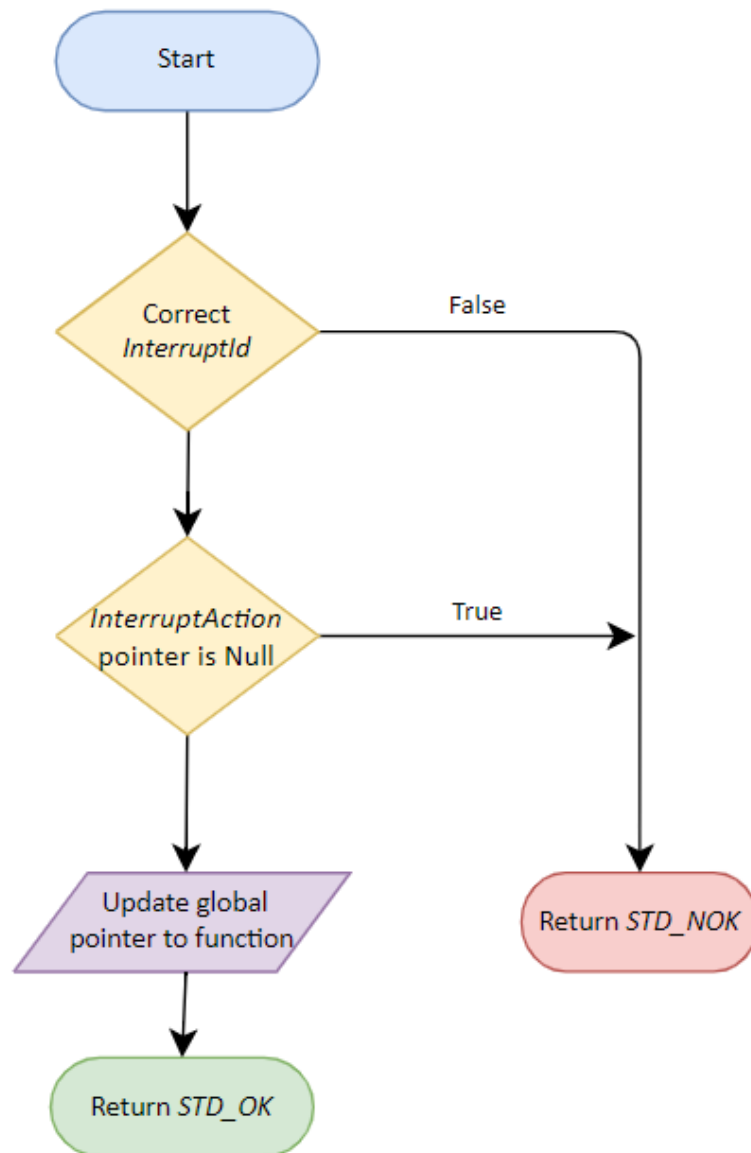 Start
Correct
InterruptId
False
InterruptAction
pointer is Null
True
Update global
pointer to function
Return STD_NOK
Return STD_OK